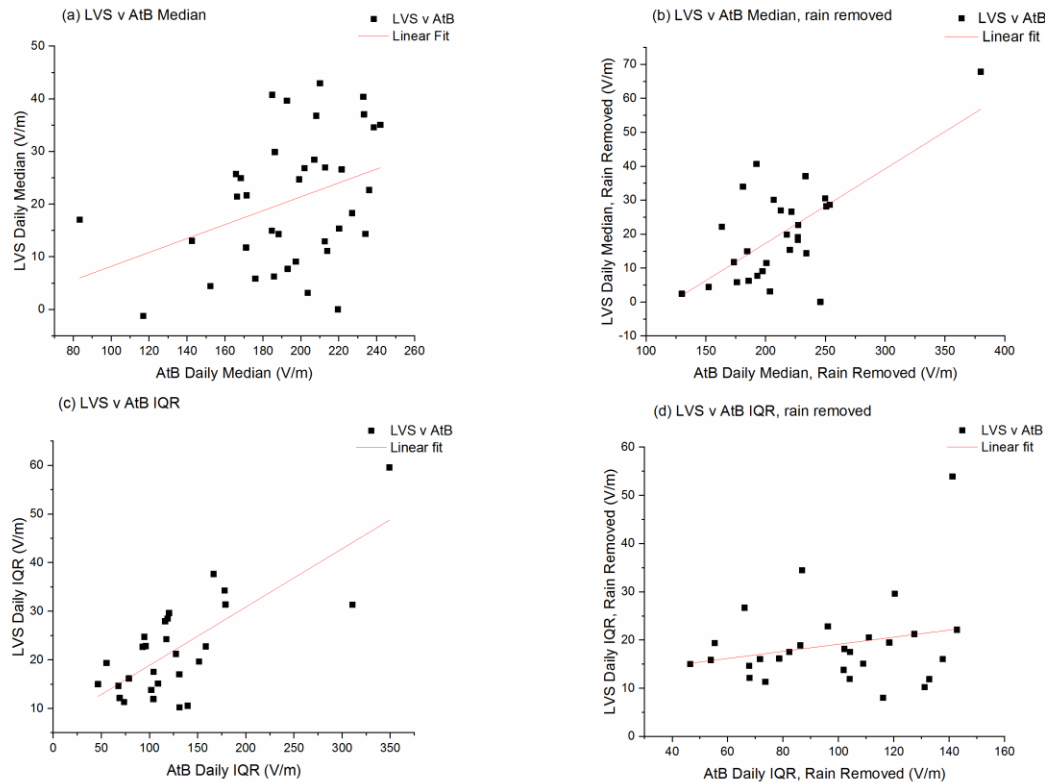 (a) LVS v AtB Median
LVS v AtB
Linear Fit
50
40
30
20
10
0
LVS Daily Median (V/m)
80 100 120 140 160 180 200 220 240 260
AtB Daily Median (V/m)
(b) LVS v AtB Median, rain removed
LVS v AtB
Linear fit
80
70
60
50
40
30
20
10
0
-10
LVS Daily Median, Rain Removed (V/m)
100 150 200 250 300 350 400
AtB Daily Median, Rain Removed (V/m)
(c) LVS v AtB IQR
LVS v AtB
Linear fit
60
50
40
30
20
10
LVS Daily IQR (V/m)
0 50 100 150 200 250 300 350
AtB Daily IQR (V/m)
(d) LVS v AtB IQR, rain removed
LVS v AtB
Linear fit
60
50
40
30
20
10
0
LVS Daily IQR, Rain Removed (V/m)
40 60 80 100 120 140 160
AtB Daily IQR, Rain Removed (V/m)